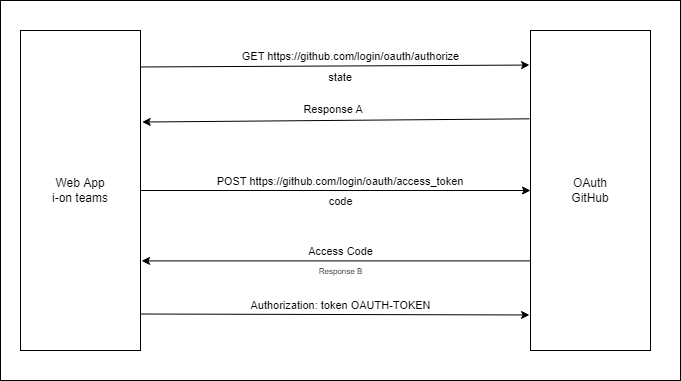 GET https://github.com/login/oauth/authorize
state
Response A
Web App
i-on teams
POST https://github.com/login/oauth/access_token
code
OAuth
GitHub
Access Code
Response B
Authorization: token OAUTH-TOKEN